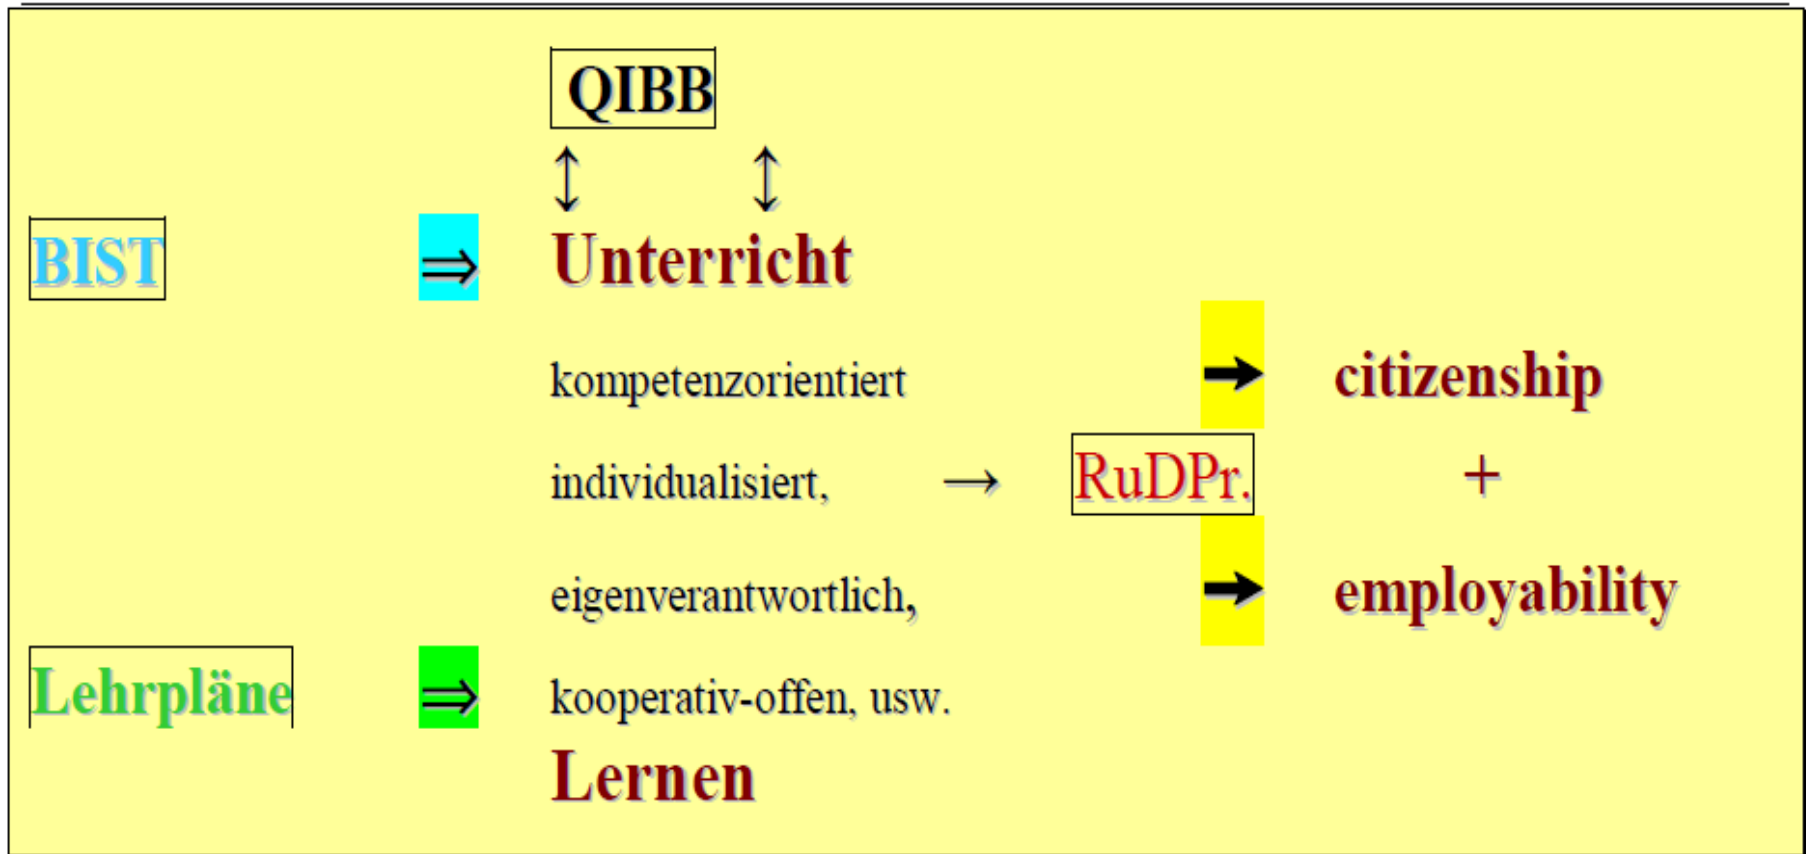 QIBB
↕ ↕
BIST ⇒ Unterricht
kompetenzorientiert ➔ citizenship
individualisiert, → RuDPr. +
eigenverantwortlich, ➔ employability
Lehrpläne ⇒ kooperativ-offen, usw.
Lernen